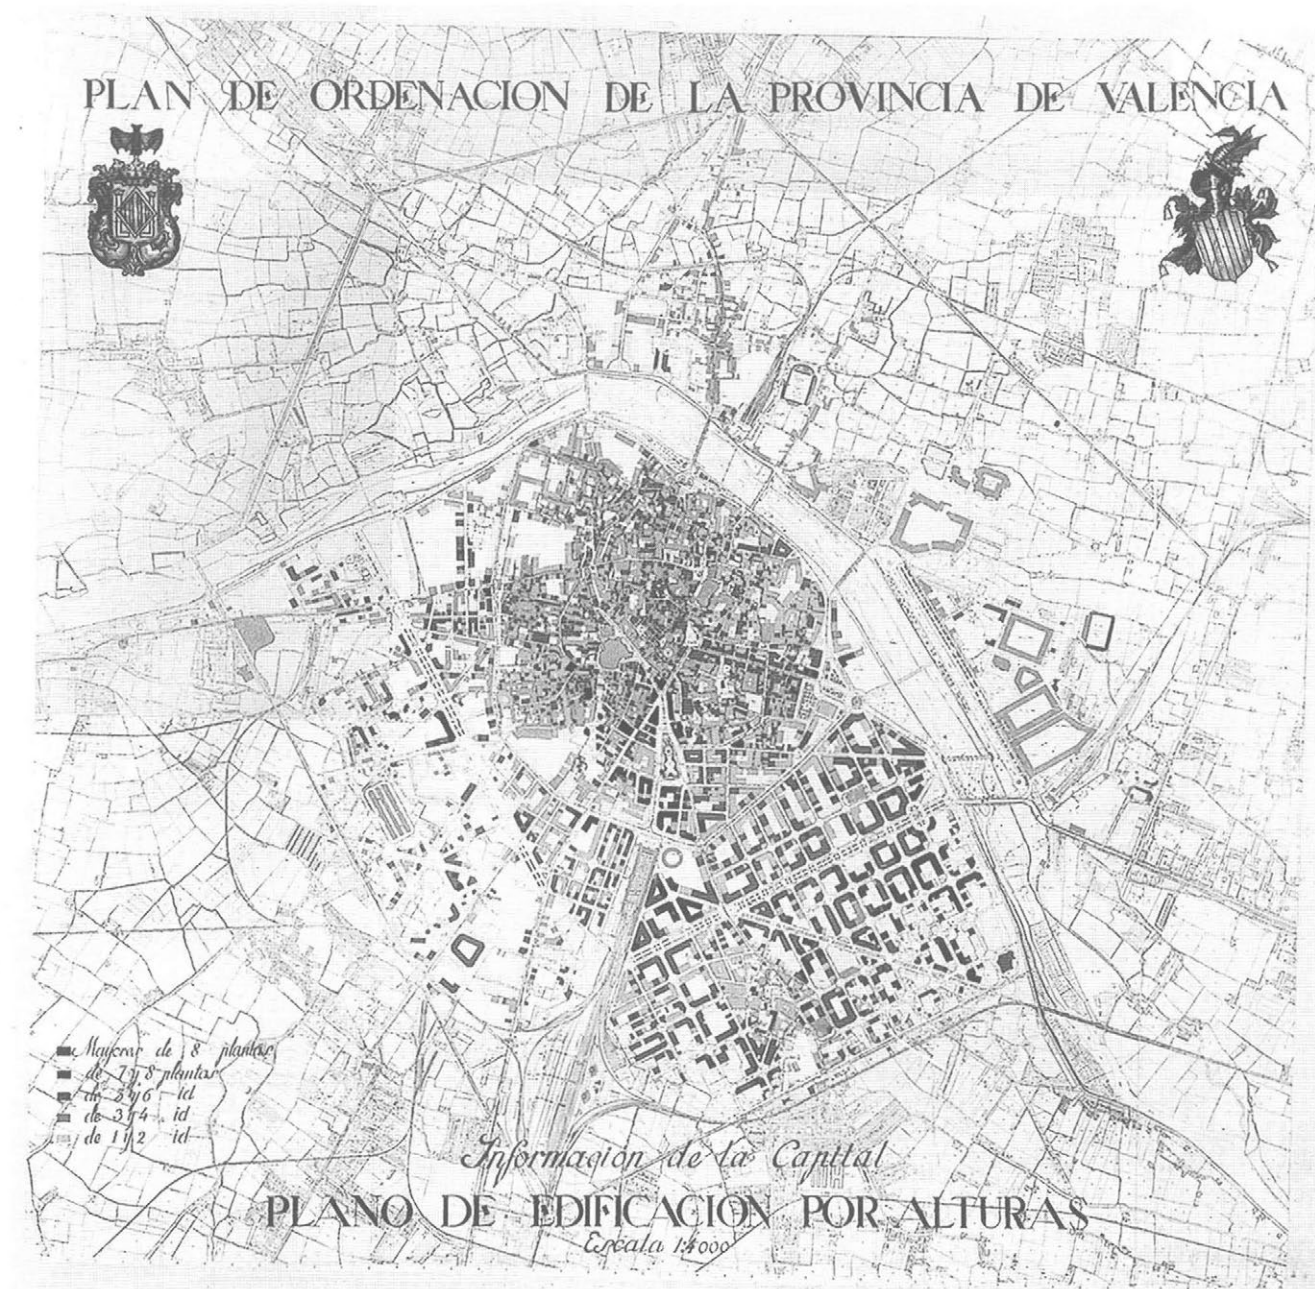 PLAN DE ORDENACION DE LA PROVINCIA DE VALENCIA
Mayores de 8 plantas
de 7 y 8 plantas
de 5 y 6 id
de 3 y 4 id
de 1 y 2 id
Información de la Capital
PLANO DE EDIFICACION POR ALTURAS
Escala 1:4000